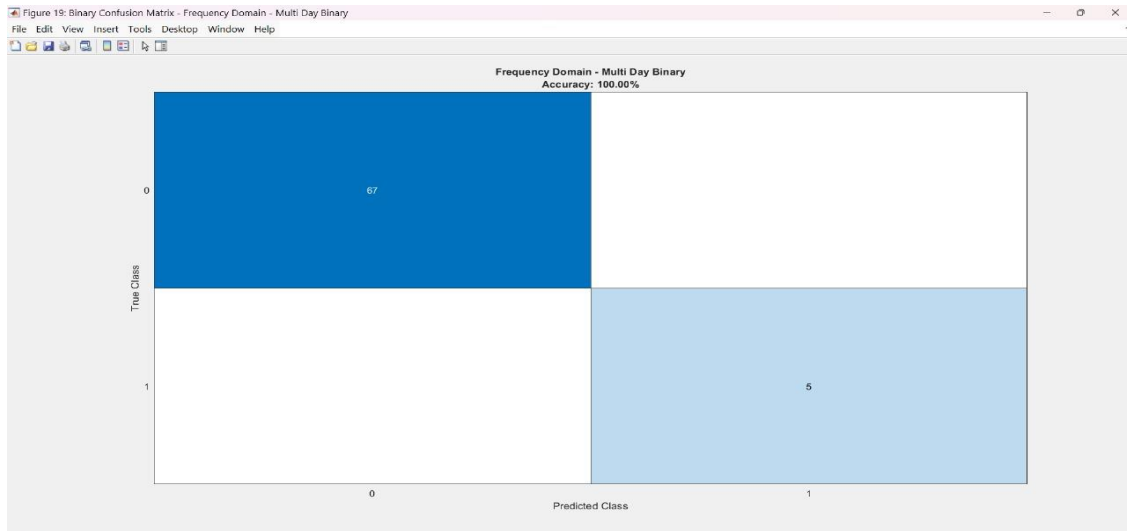 Figure 19: Binary Confusion Matrix - Frequency Domain - Multi Day Binary
File Edit View Insert Tools Desktop Window Help
Frequency Domain - Multi Day Binary
Accuracy: 100.00%
0
67
True Class
1
5
0 1
Predicted Class